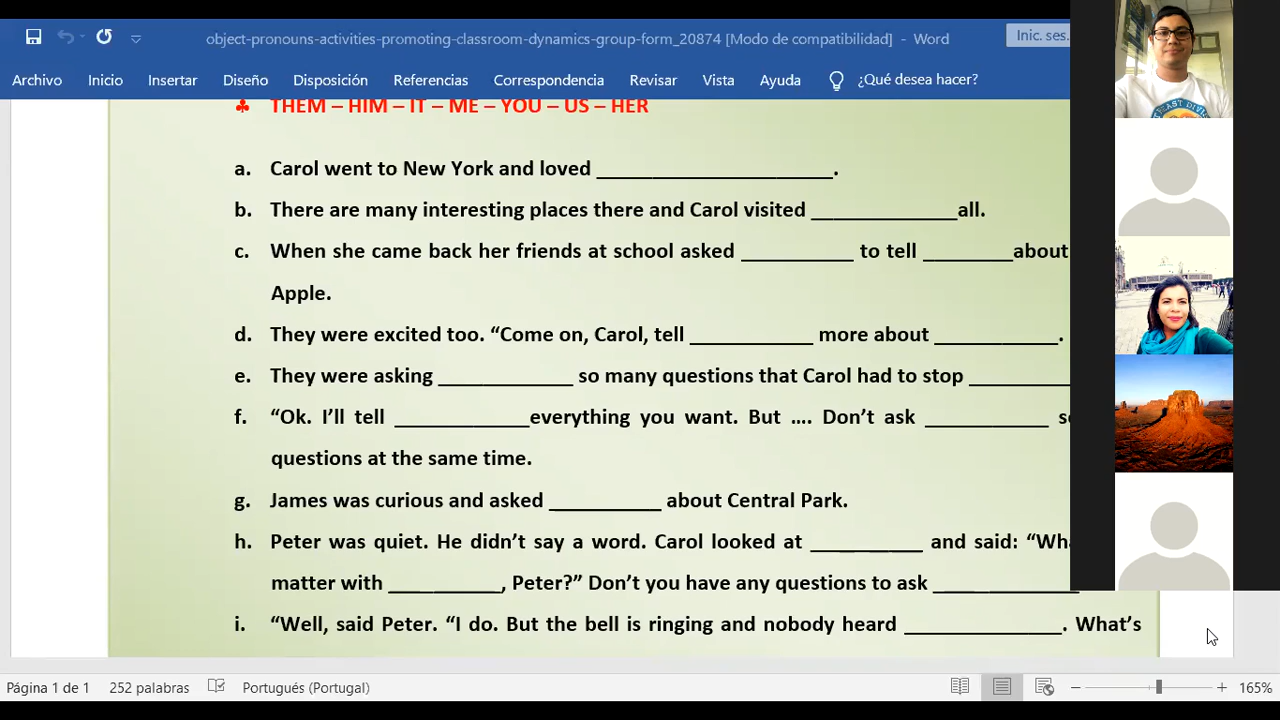 object-pronouns-activities-promoting-classroom-dynamics-group-form_20874 [Modo de compatibilidad] - Word
Inic. ses.
Archivo Inicio Insertar Diseño Disposición Referencias Correspondencia Revisar Vista Ayuda ¿Qué desea hacer?
♣ THEM – HIM – IT – ME – YOU – US – HER
a. Carol went to New York and loved _____________________.
b. There are many interesting places there and Carol visited _____________all.
c. When she came back her friends at school asked __________ to tell ________about
Apple.
d. They were excited too. “Come on, Carol, tell ___________ more about ___________.
e. They were asking ____________ so many questions that Carol had to stop _________
f. “Ok. I’ll tell ____________everything you want. But …. Don’t ask ___________
questions at the same time.
g. James was curious and asked __________ about Central Park.
h. Peter was quiet. He didn’t say a word. Carol looked at __________ and said:
matter with __________, Peter?” Don’t you have any questions to ask _____________
i. “Well, said Peter. “I do. But the bell is ringing and nobody heard ______________. What’s
Página 1 de 1 252 palabras Portugués (Portugal) 165%